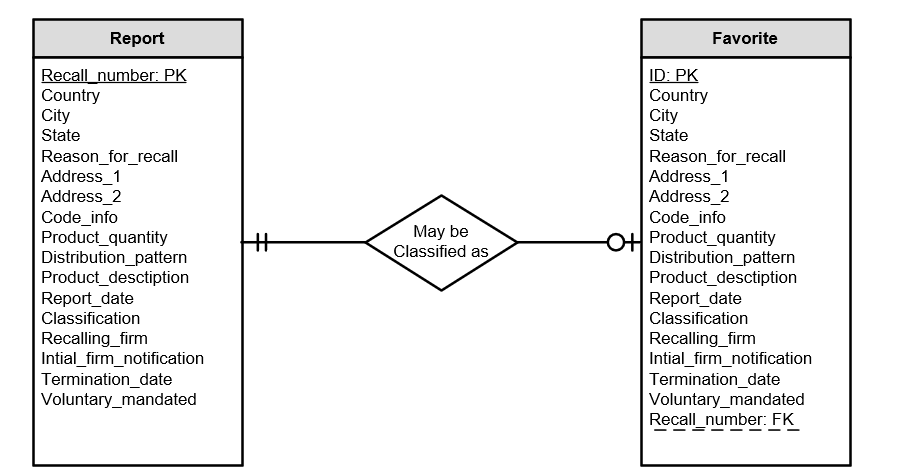 Report
Recall_number: PK
Country
City
State
Reason_for_recall
Address_1
Address_2
Code_info
Product_quantity
Distribution_pattern
Product_desctiption
Report_date
Classification
Recalling_firm
Intial_firm_notification
Termination_date
Voluntary_mandated
May be
Classified as
Favorite
ID: PK
Country
City
State
Reason_for_recall
Address_1
Address_2
Code_info
Product_quantity
Distribution_pattern
Product_desctiption
Report_date
Classification
Recalling_firm
Intial_firm_notification
Termination_date
Voluntary_mandated
Recall_number: FK